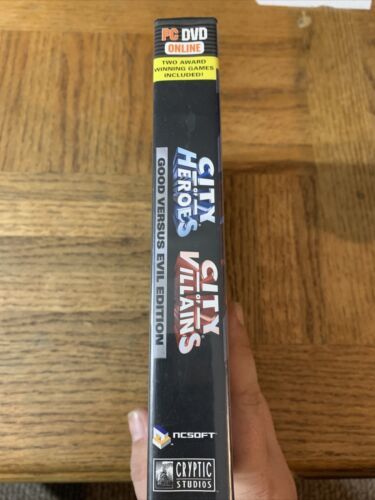 PC DVD
ONLINE
TWO AWARD
WINNING GAMES
INCLUDED!
CITY
OF
HEROES
CITY
OF
VILLAINS
GOOD VERSUS EVIL EDITION
NCSOFT
CRYPTIC
STUDIOS